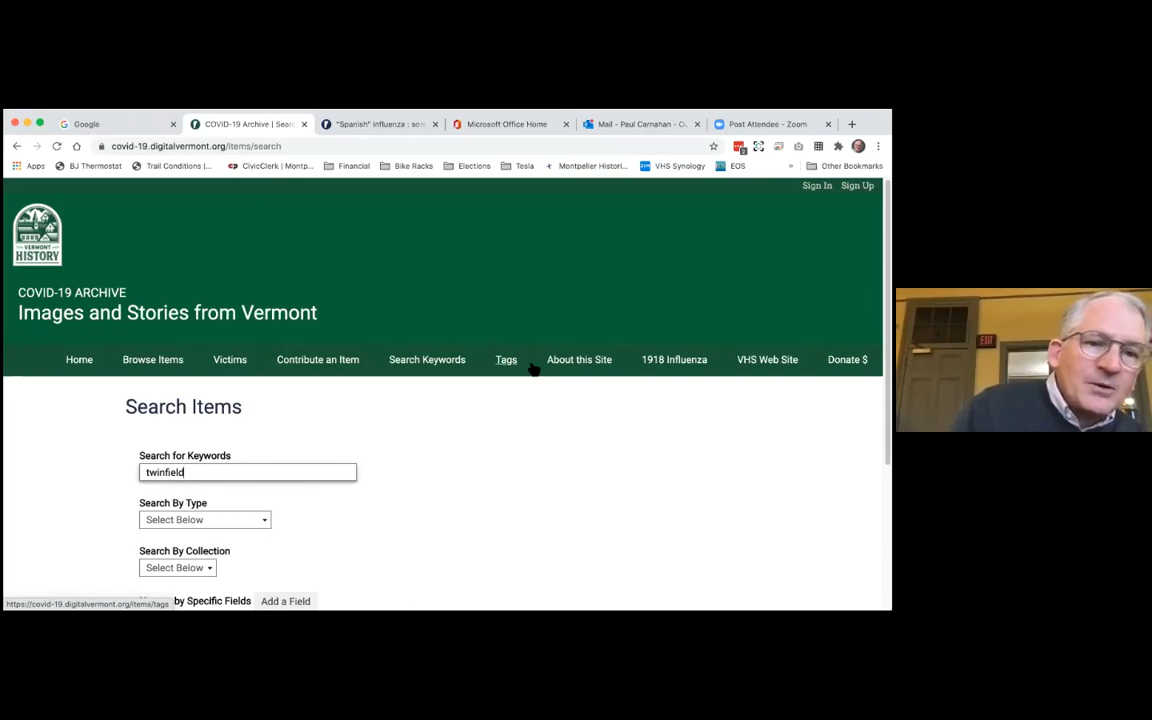 Google
COVID-19 Archive | Sear
"Spanish" influenza : som
Microsoft Office Home
Mail - Paul Carnahan - Ou
Post Attendee - Zoom
covid-19.digitalvermont.org/items/search
Apps BJ Thermostat Trail Conditions |... CivicClerk | Montp... Financial Bike Racks Elections Tesla Montpelier Histori... VHS Synology EOS » Other Bookmarks
Sign In Sign Up
VERMONT
HISTORY
COVID-19 ARCHIVE
Images and Stories from Vermont
Home Browse Items Victims Contribute an Item Search Keywords Tags About this Site 1918 Influenza VHS Web Site Donate $
Search Items
Search for Keywords
twinfield
Search By Type
Select Below
Search By Collection
Select Below
by Specific Fields Add a Field
https://covid-19.digitalvermont.org/items/tags
EXIT